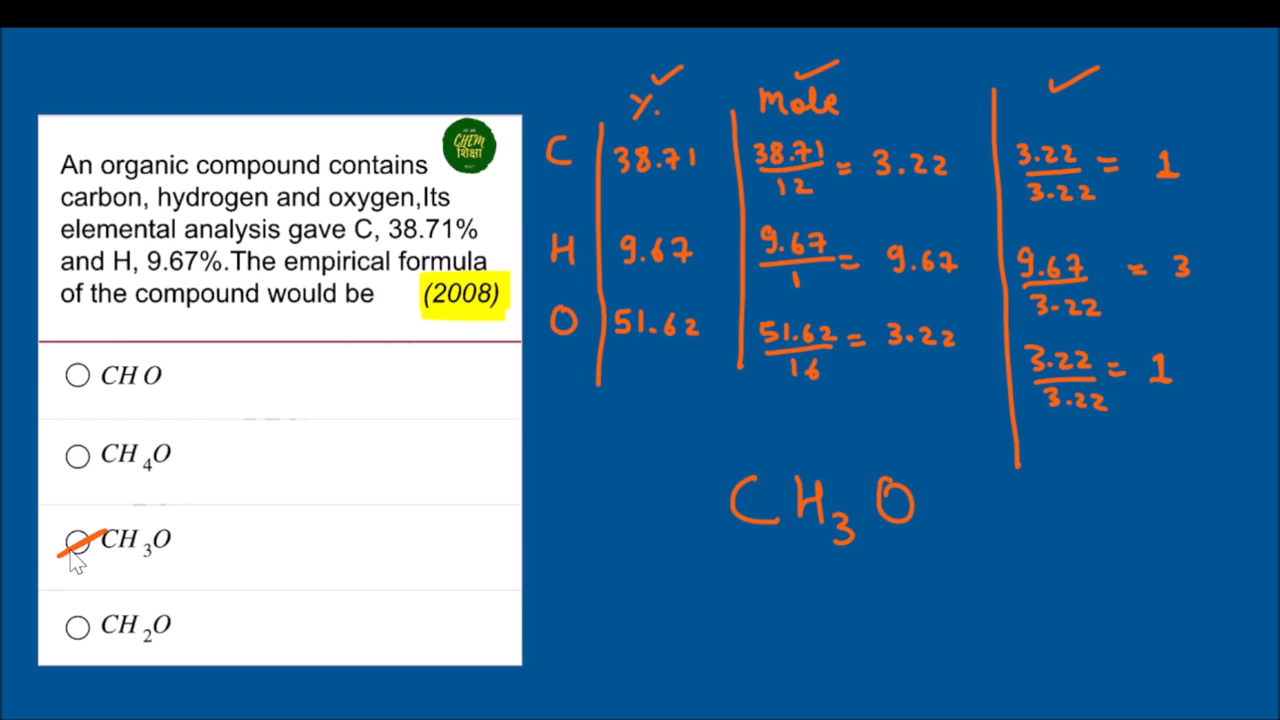 An organic compound contains
carbon, hydrogen and oxygen,Its
elemental analysis gave C, 38.71%
and H, 9.67%.The empirical formula
of the compound would be (2008)
CHEM
शिक्षा
CHO
CH4O
CH3O
CH2O
%. Mole
C 38.71 38.71/12 = 3.22 3.22/3.22 = 1
H 9.67 9.67/1 = 9.67 9.67/3.22 = 3
O 51.62 51.62/16 = 3.22 3.22/3.22 = 1
CH3O